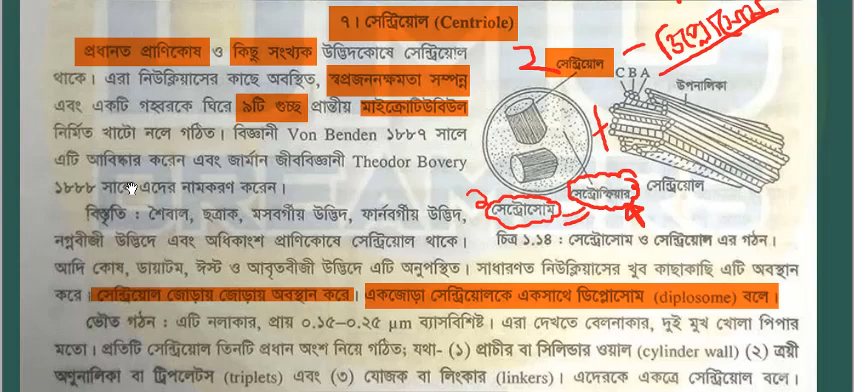 ৭। সেন্ট্রিয়োল (Centriole)
প্রধানত প্রাণিকোষ ও কিছু সংখ্যক উদ্ভিদকোষে সেন্ট্রিয়োল
থাকে। এরা নিউক্লিয়াসের কাছে অবস্থিত, স্বপ্রজননক্ষমতা সম্পন্ন
এবং একটি গহ্বরকে ঘিরে ৯টি গুচ্ছ প্রান্তীয় মাইক্রোটিউবিউল
নির্মিত খাটো নলে গঠিত। বিজ্ঞানী Von Benden ১৮৮৭ সালে
এটি আবিষ্কার করেন এবং জার্মান জীববিজ্ঞানী Theodor Bovery
১৮৮৮ সালে এদের নামকরণ করেন।
বিস্তৃতি : শৈবাল, ছত্রাক, মসবর্গীয় উদ্ভিদ, ফার্নবর্গীয় উদ্ভিদ,
নগ্নবীজী উদ্ভিদে এবং অধিকাংশ প্রাণিকোষে সেন্ট্রিয়োল থাকে।
2 সেন্ট্রিয়োল
ডিপ্লোসোম
C B A
উপনালিকা
সেন্ট্রোসোম
সেন্ট্রোস্ফিয়ার
সেন্ট্রিয়োল
চিত্র ১.১৪ : সেন্ট্রোসোম ও সেন্ট্রিয়োল এর গঠন।
আদি কোষ, ডায়াটম, ঈস্ট ও আবৃতবীজী উদ্ভিদে এটি অনুপস্থিত। সাধারণত নিউক্লিয়াসের খুব কাছাকাছি এটি অবস্থান
করে। সেন্ট্রিয়োল জোড়ায় জোড়ায় অবস্থান করে। একজোড়া সেন্ট্রিয়োলকে একসাথে ডিপ্লোসোম (diplosome) বলে।
ভৌত গঠন : এটি নলাকার, প্রায় ০.১৫–০.২৫ μm ব্যাসবিশিষ্ট। এরা দেখতে বেলনাকার, দুই মুখ খোলা পিপার
মতো। প্রতিটি সেন্ট্রিয়োল তিনটি প্রধান অংশ নিয়ে গঠিত; যথা- (১) প্রাচীর বা সিলিন্ডার ওয়াল (cylinder wall) (২) ত্রয়ী
অণুনালিকা বা ট্রিপলেটস (triplets) এবং (৩) যোজক বা লিংকার (linkers)। এদেরকে একত্রে সেন্ট্রিয়োল বলে।